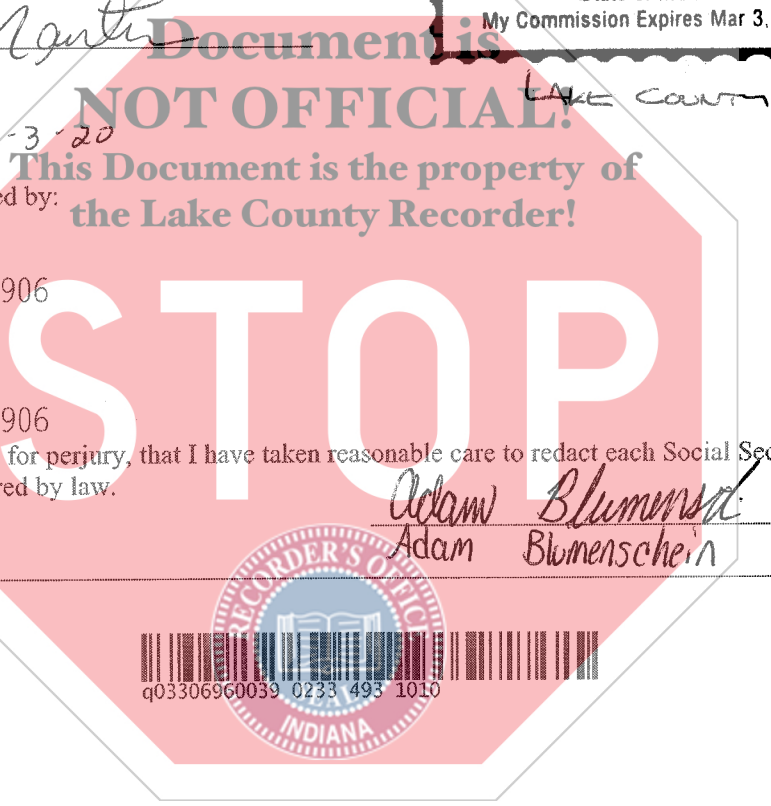 My Commission Expires Mar 3,
Document is
NOT OFFICIAL!
LAKE COUNTY
-3-20
This Document is the property of
ed by:
the Lake County Recorder!
906
STOP
906
for perjury, that I have taken reasonable care to redact each Social Sec
red by law.
Adam Blumensch
Adam Blumenschein
RECORDER'S OFFICE
q03306960039 0233 493 1010
SEAL
INDIANA